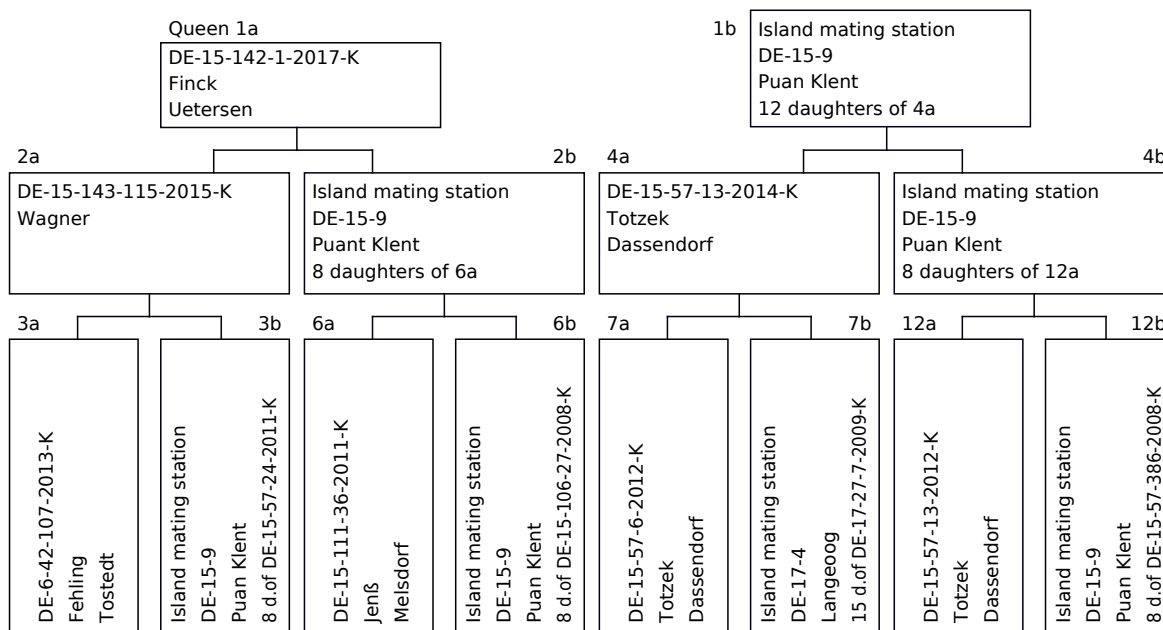 Queen 1a
DE-15-142-1-2017-K
Finck
Uetersen
1b
Island mating station
DE-15-9
Puan Klent
12 daughters of 4a
2a
DE-15-143-115-2015-K
Wagner
2b
Island mating station
DE-15-9
Puant Klent
8 daughters of 6a
4a
DE-15-57-13-2014-K
Totzek
Dassendorf
4b
Island mating station
DE-15-9
Puan Klent
8 daughters of 12a
3a
DE-6-42-107-2013-K
Fehling
Tostedt
3b
Island mating station
DE-15-9
Puan Klent
8 d.of DE-15-57-24-2011-K
6a
DE-15-111-36-2011-K
Jenß
Melsdorf
6b
Island mating station
DE-15-9
Puan Klent
8 d.of DE-15-106-27-2008-K
7a
DE-15-57-6-2012-K
Totzek
Dassendorf
7b
Island mating station
DE-17-4
Langeoog
15 d.of DE-17-27-7-2009-K
12a
DE-15-57-13-2012-K
Totzek
Dassendorf
12b
Island mating station
DE-15-9
Puan Klent
8 d.of DE-15-57-386-2008-K